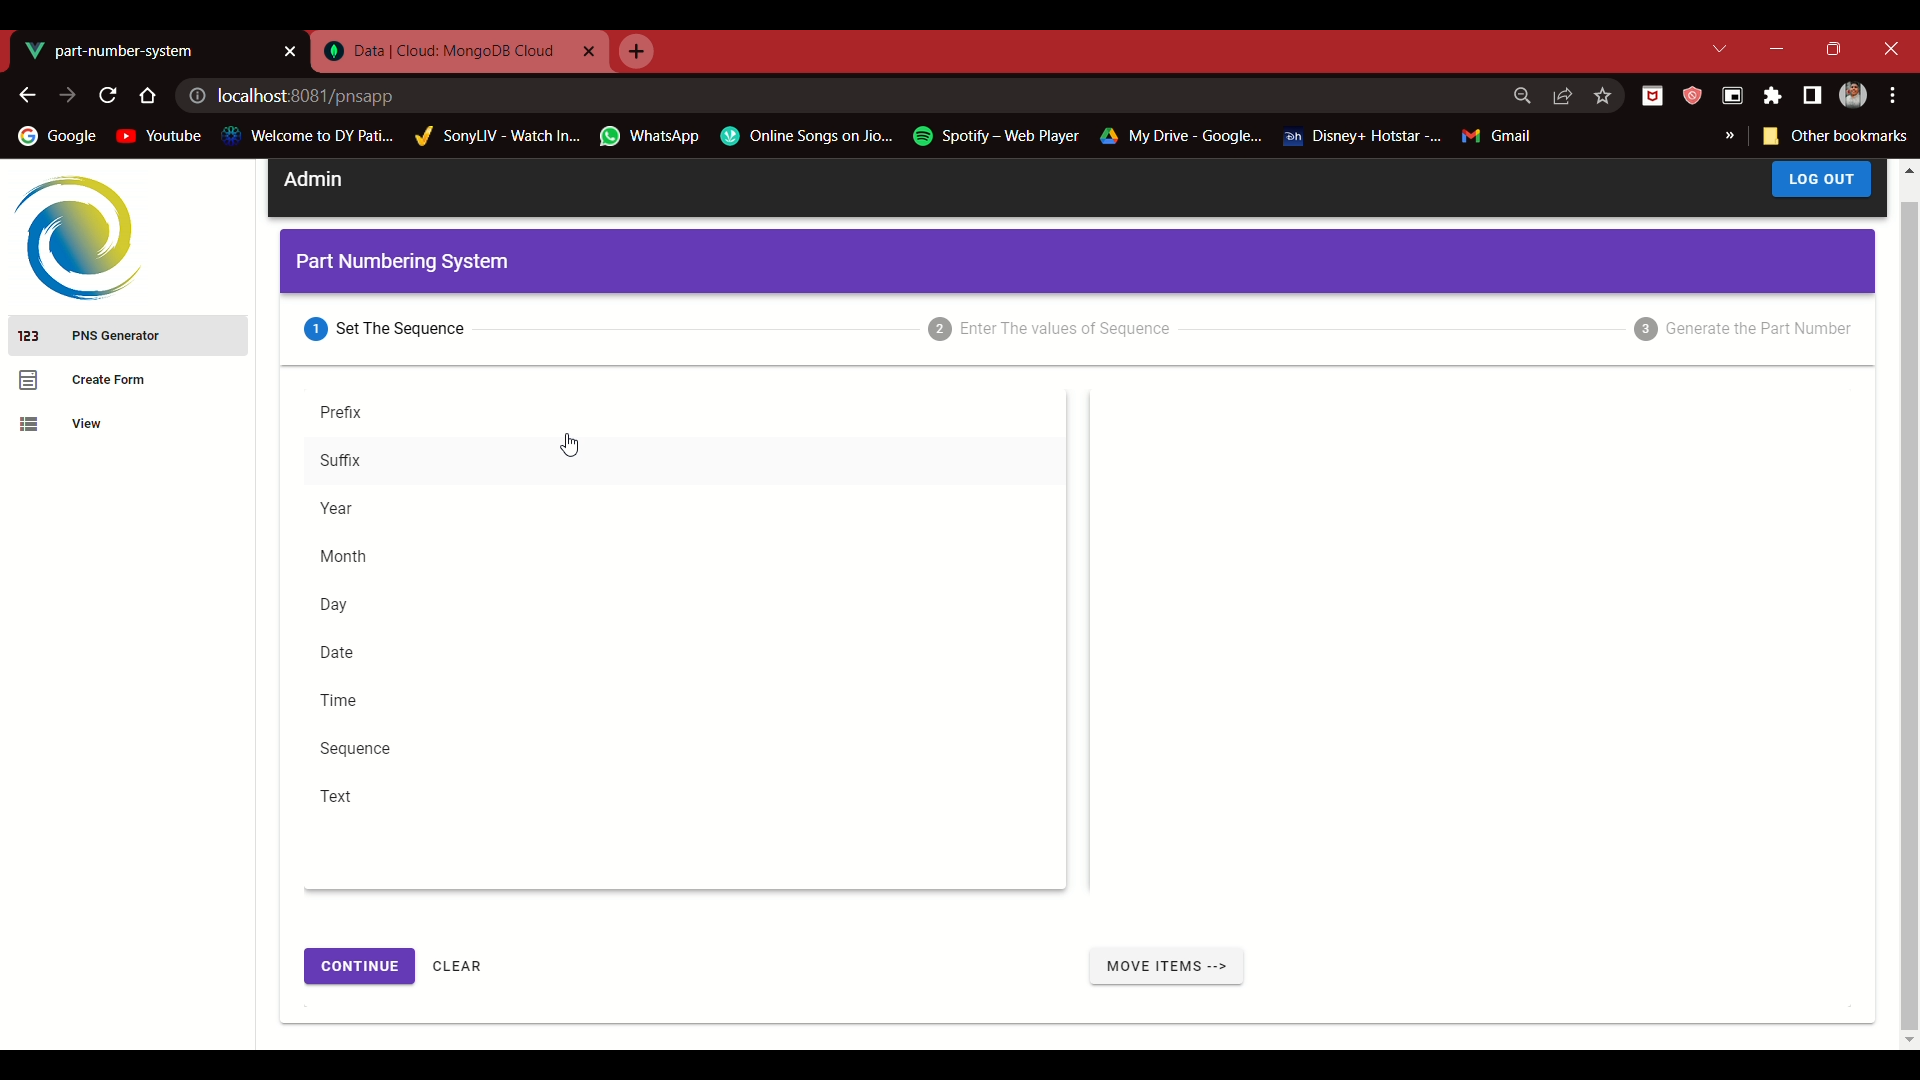 part-number-system
Data | Cloud: MongoDB Cloud
localhost:8081/pnsapp
Google
Youtube
Welcome to DY Pati...
SonyLIV - Watch In...
WhatsApp
Online Songs on Jio...
Spotify – Web Player
My Drive - Google...
Disney+ Hotstar -...
Gmail
»
Other bookmarks
Admin
LOG OUT
Part Numbering System
1 Set The Sequence
2 Enter The values of Sequence
3 Generate the Part Number
123 PNS Generator
Create Form
View
Prefix
Suffix
Year
Month
Day
Date
Time
Sequence
Text
CONTINUE
CLEAR
MOVE ITEMS -->